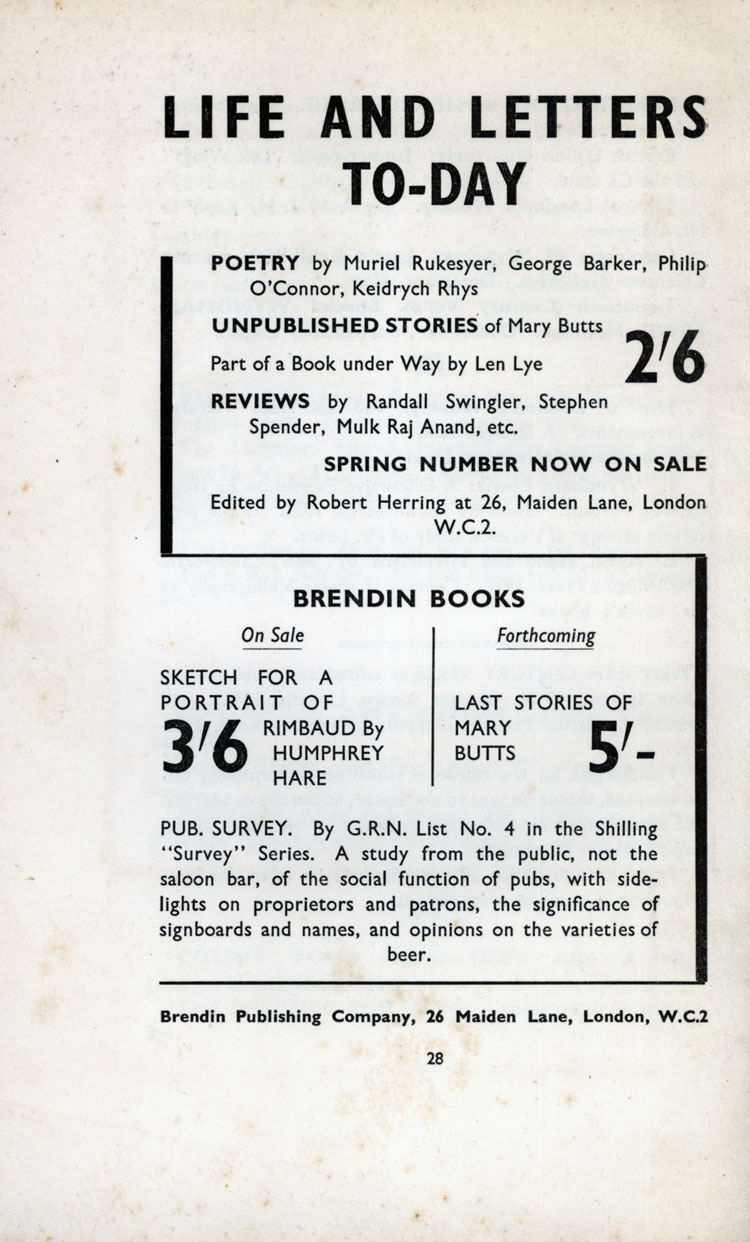 LIFE AND LETTERS
TO-DAY
POETRY by Muriel Rukesyer, George Barker, Philip
O'Connor, Keidrych Rhys
UNPUBLISHED STORIES of Mary Butts
Part of a Book under Way by Len Lye
2'6
REVIEWS by Randall Swingler, Stephen
Spender, Mulk Raj Anand, etc.
SPRING NUMBER NOW ON SALE
Edited by Robert Herring at 26, Maiden Lane, London
W.C.2.
BRENDIN BOOKS
On Sale
SKETCH FOR A
PORTRAIT OF
3'6 RIMBAUD By
HUMPHREY
HARE
Forthcoming
LAST STORIES OF
MARY
BUTTS
5'-
PUB. SURVEY. By G.R.N. List No. 4 in the Shilling
"Survey" Series. A study from the public, not the
saloon bar, of the social function of pubs, with side-
lights on proprietors and patrons, the significance of
signboards and names, and opinions on the varieties of
beer.
Brendin Publishing Company, 26 Maiden Lane, London, W.C.2
28